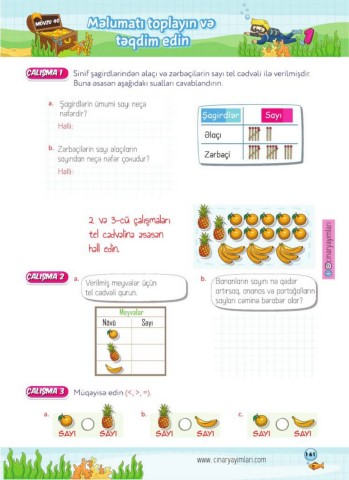 MÖVZU 40
Məlumatı toplayın və
təqdim edin
1
ÇALIŞMA 1
Sinif şagirdlərindən əlaçı və zərbəçilərin sayı tel cədvəli ilə verilmişdir.
Buna əsasən aşağıdakı sualları cavablandırın.
a. Şagirdlərin ümumi sayı neçə
nəfərdir?
Həlli:
b. Zərbəçilərin sayı əlaçıların
sayından neçə nəfər çoxudur?
Həlli:
Şagirdlər Sayı
Əlaçı
Zərbəçi
2 və 3-cü çalışmaları
tel cədvəlinə əsasən
həll edin.
ÇALIŞMA 2
a. Verilmiş meyvələr üçün
tel cədvəli qurun.
Meyvələr
Növü Sayı
b. Bananların sayını nə qədər
artırsaq, ananas və portağalların
sayları cəminə bərabər olar?
cinaryayimlari
ÇALIŞMA 3
Müqayisə edin (<, >, =).
a. b. c.
SAYI SAYI SAYI SAYI SAYI SAYI
www. cinaryayimlari.com
161